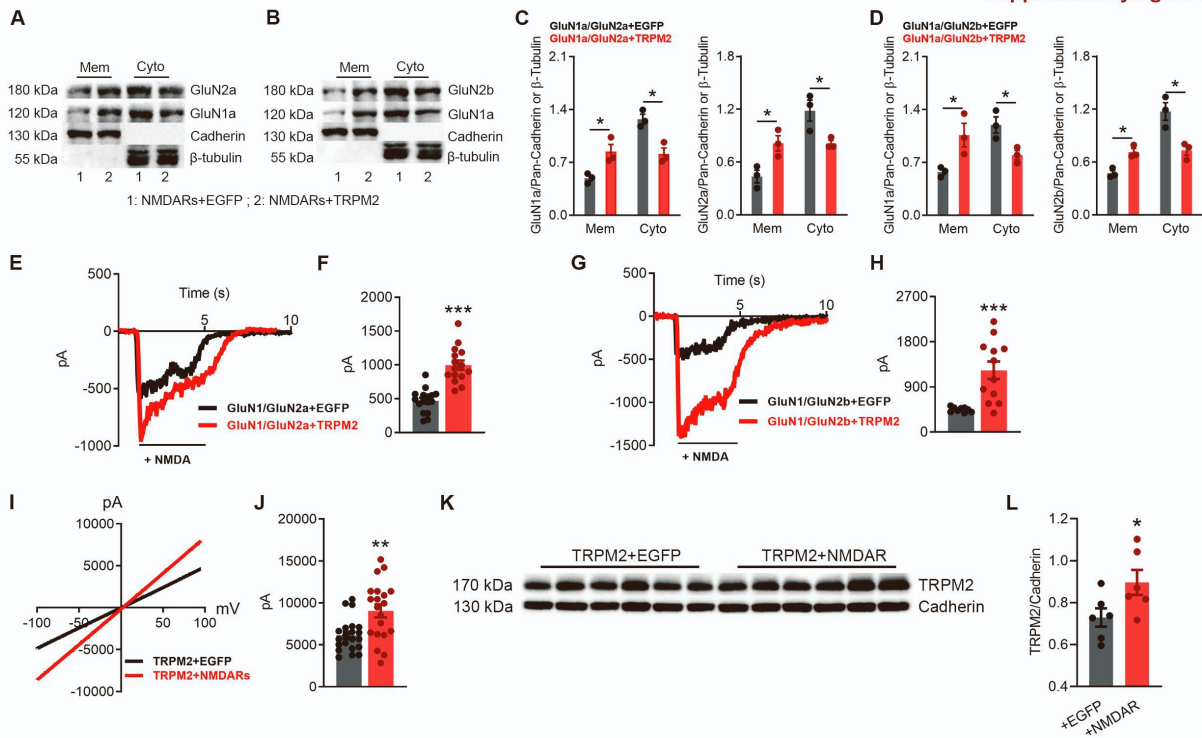 A
Mem Cyto
180 kDa GluN2a
120 kDa GluN1a
130 kDa Cadherin
55 kDa β-tubulin
1 2 1 2
B
Mem Cyto
180 kDa GluN2b
120 kDa GluN1a
130 kDa Cadherin
55 kDa β-tubulin
1 2 1 2
1: NMDARs+EGFP ; 2: NMDARs+TRPM2
C
GluN1a/GluN2a+EGFP
GluN1a/GluN2a+TRPM2
GluN1a/Pan-Cadherin or β-Tubulin
2.1
1.4
0.7
0.0
* *
Mem Cyto
GluN2a/Pan-Cadherin or β-Tubulin
1.8
1.2
0.6
0.0
* *
Mem Cyto
D
GluN1a/GluN2b+EGFP
GluN1a/GluN2b+TRPM2
GluN1a/Pan-Cadherin or β-Tubulin
2.1
1.4
0.7
0.0
* *
Mem Cyto
GluN2b/Pan-Cadherin or β-Tubulin
1.8
1.2
0.6
0.0
* *
Mem Cyto
E
pA
500
0
-500
-1000
Time (s)
5 10
GluN1/GluN2a+EGFP
GluN1/GluN2a+TRPM2
+ NMDA
F
pA
2000
1500
1000
500
0
***
G
pA
500
0
-500
-1000
-1500
Time (s)
5 10
GluN1/GluN2b+EGFP
GluN1/GluN2b+TRPM2
+ NMDA
H
pA
2700
1800
900
0
***
I
pA
10000
5000
0
-5000
-10000
-100 -50 50 100
mV
TRPM2+EGFP
TRPM2+NMDARs
J
pA
20000
15000
10000
5000
0
**
K
TRPM2+EGFP TRPM2+NMDAR
170 kDa TRPM2
130 kDa Cadherin
L
TRPM2/Cadherin
1.2
1.0
0.8
0.6
0.4
*
+EGFP
+NMDAR